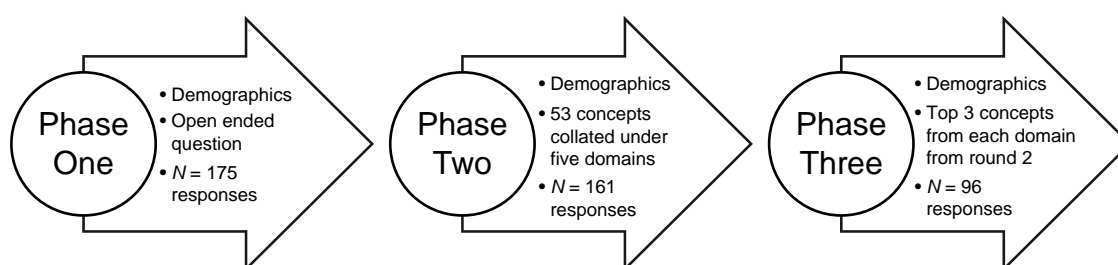 Phase
One
• Demographics
• Open ended
question
• N = 175
responses
Phase
Two
• Demographics
• 53 concepts
collated under
five domains
• N = 161
responses
Phase
Three
• Demographics
• Top 3 concepts
from each domain
from round 2
• N = 96
responses